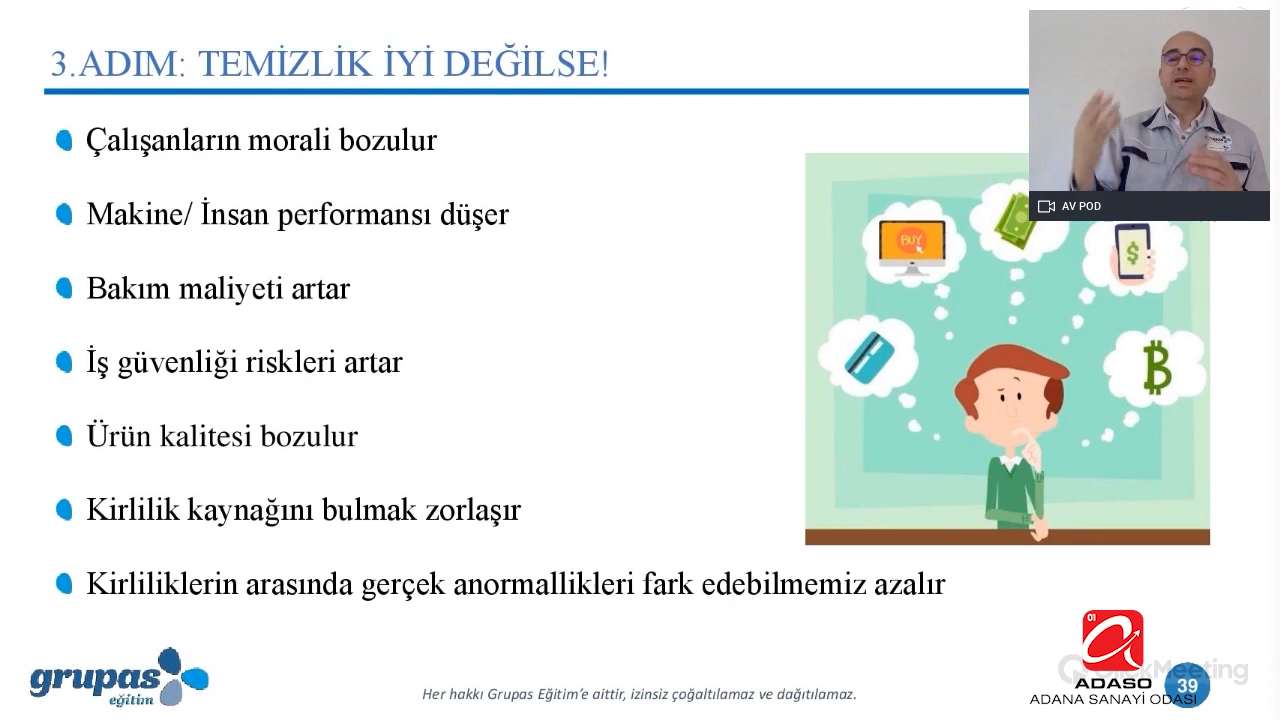 3.ADIM: TEMİZLİK İYİ DEĞİLSE!
Çalışanların morali bozulur
Makine/ İnsan performansı düşer
Bakım maliyeti artar
İş güvenliği riskleri artar
Ürün kalitesi bozulur
Kirlilik kaynağını bulmak zorlaşır
Kirliliklerin arasında gerçek anormallikleri fark edebilmemiz azalır
AV POD
BUY
grupas
eğitim
Her hakkı Grupas Eğitim’e aittir, izinsiz çoğaltılamaz ve dağıtılamaz.
01
ClickMeeting
ADASO
ADANA SANAYİ ODASI
39